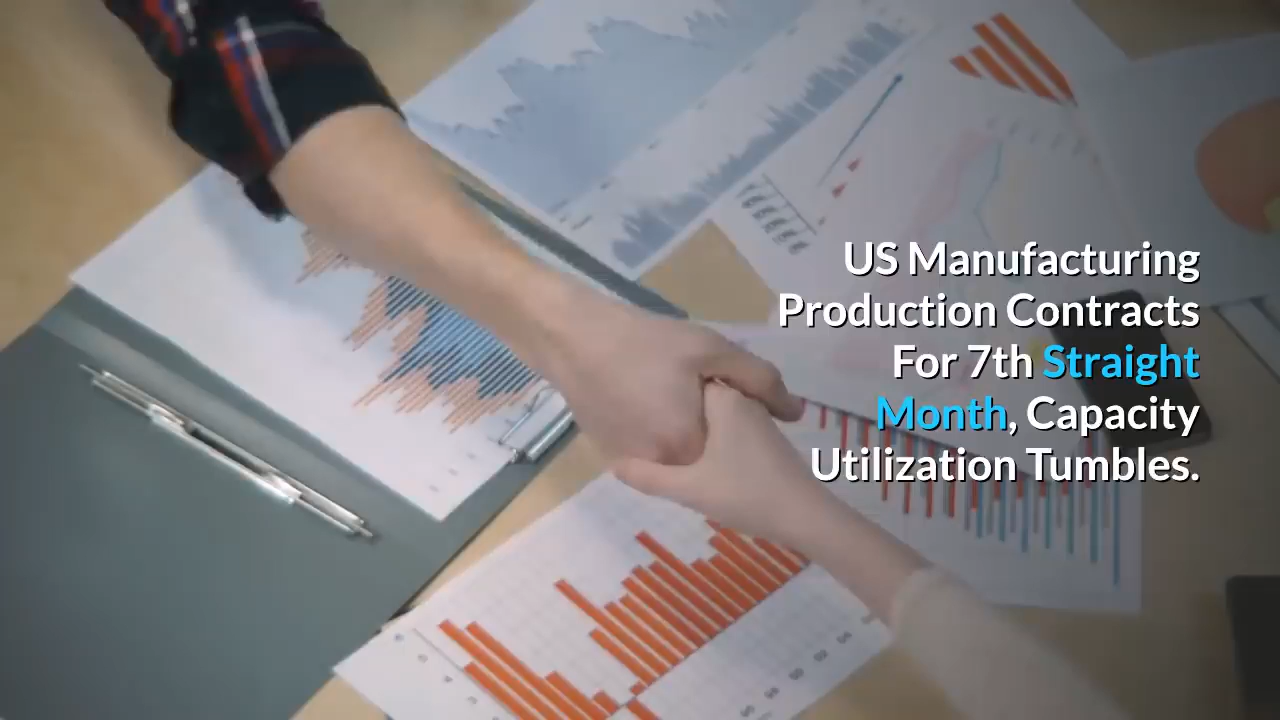 US Manufacturing
Production Contracts
For 7th Straight
Month, Capacity
Utilization Tumbles.